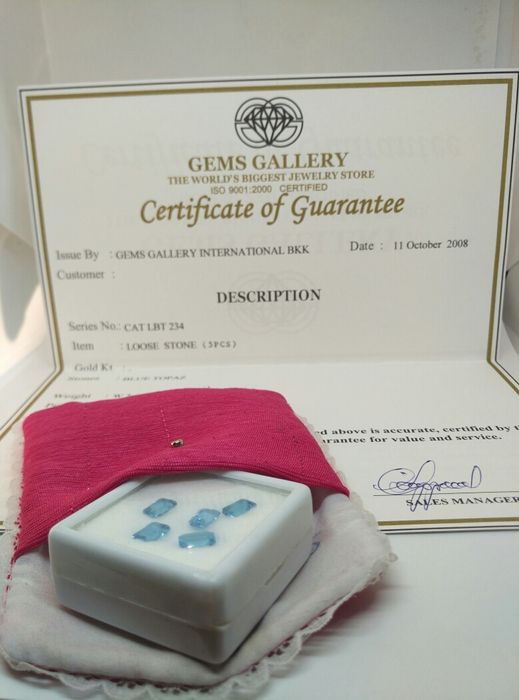 GEMS GALLERY
THE WORLD'S BIGGEST JEWELRY STORE
ISO 9001:2000 CERTIFIED
Certificate of Guarantee
Issue By : GEMS GALLERY INTERNATIONAL BKK Date : 11 October 2008
Customer :
DESCRIPTION
Series No.: CAT LBT 234
Item : LOOSE STONE (5PCS)
Gold Kt : .
Stones : BLUE TOPAZ
Weight :
d above is accurate, certified by t
rantee for value and service.
SALES MANAGER